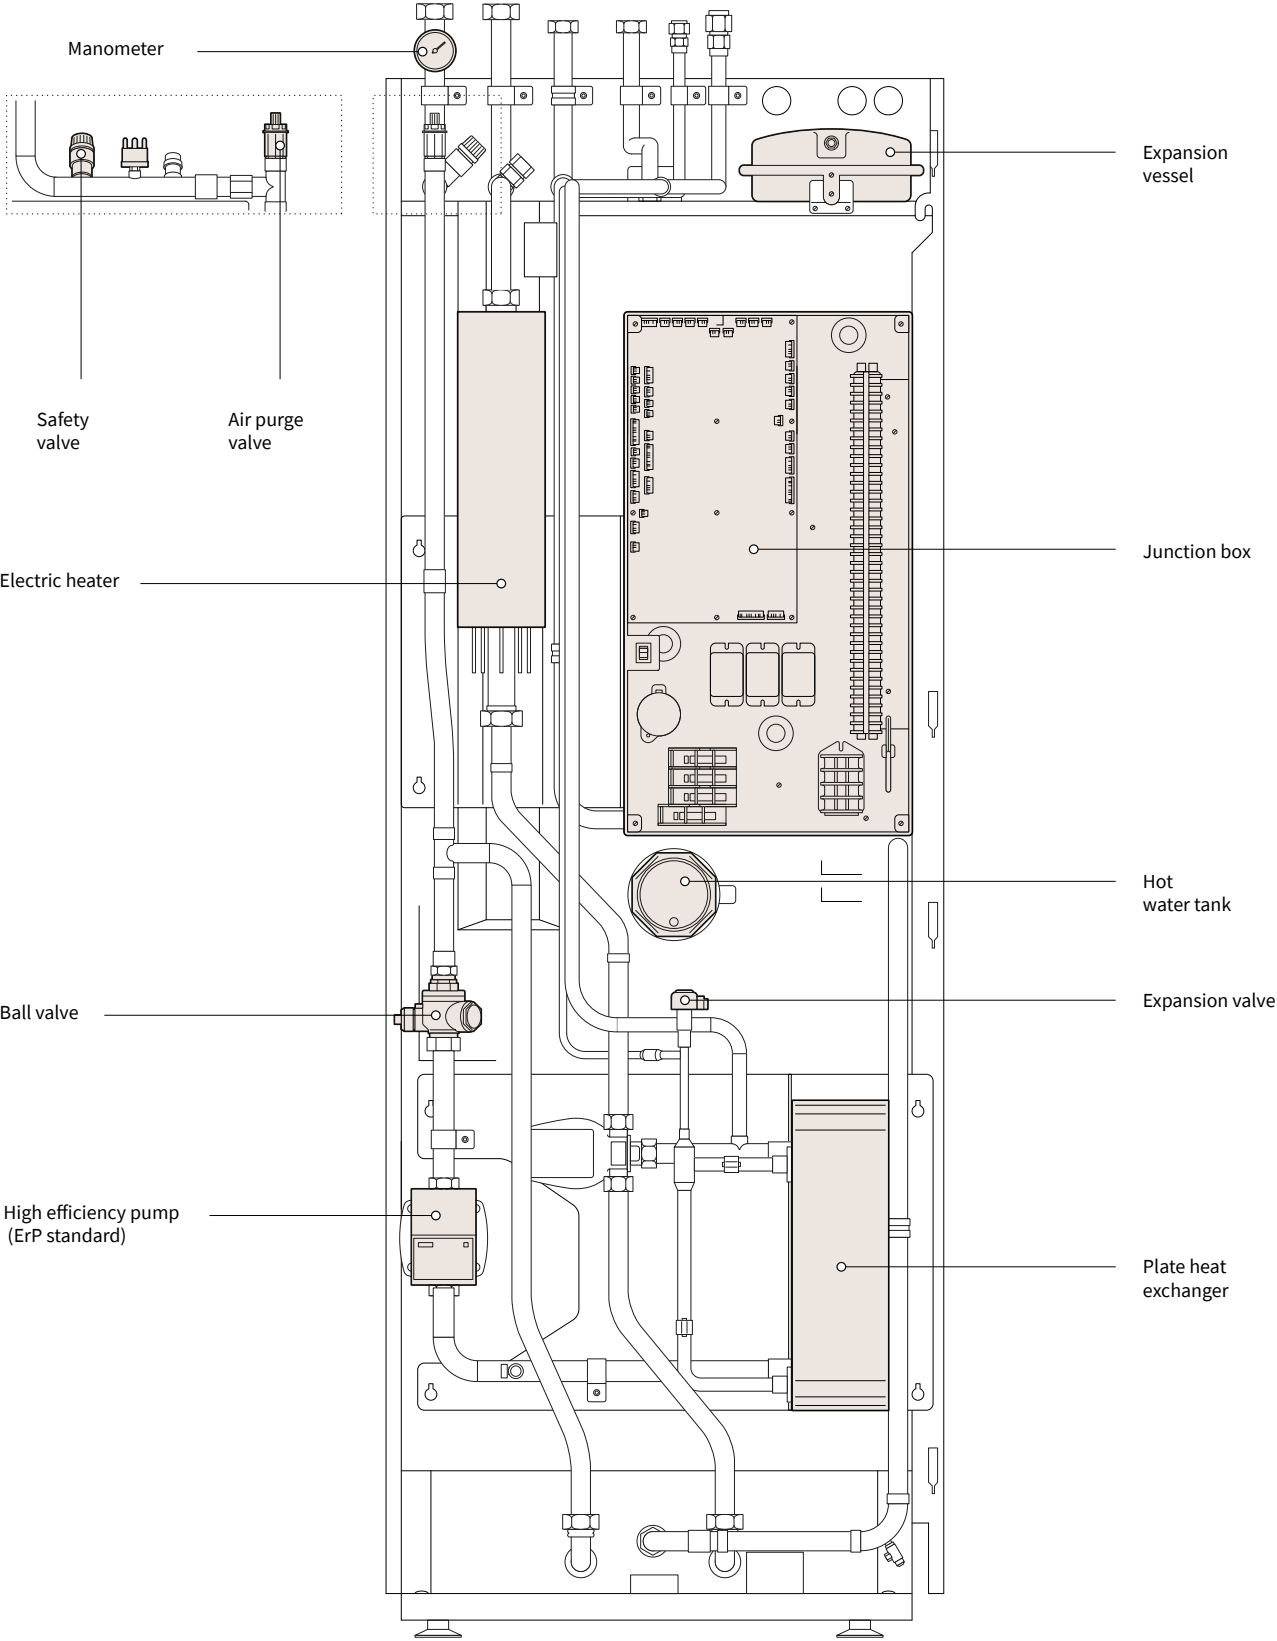 Manometer
Expansion
vessel
Safety
valve
Air purge
valve
Junction box
Electric heater
Hot
water tank
Expansion valve
Ball valve
High efficiency pump
(ErP standard)
Plate heat
exchanger